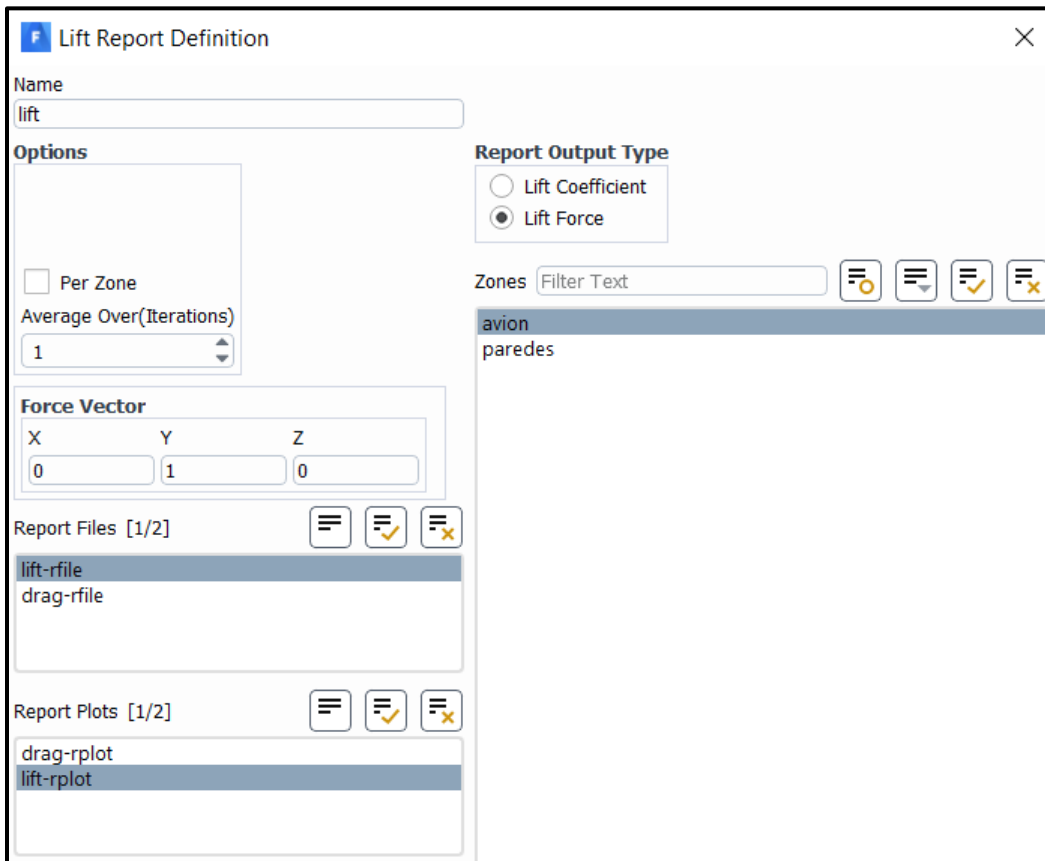 F Lift Report Definition
Name
lift
Options
Per Zone
Average Over(Iterations)
1
Force Vector
X Y Z
0 1 0
Report Files [1/2]
lift-rfile
drag-rfile
Report Plots [1/2]
drag-rplot
lift-rplot
Report Output Type
Lift Coefficient
Lift Force
Zones Filter Text
avion
paredes